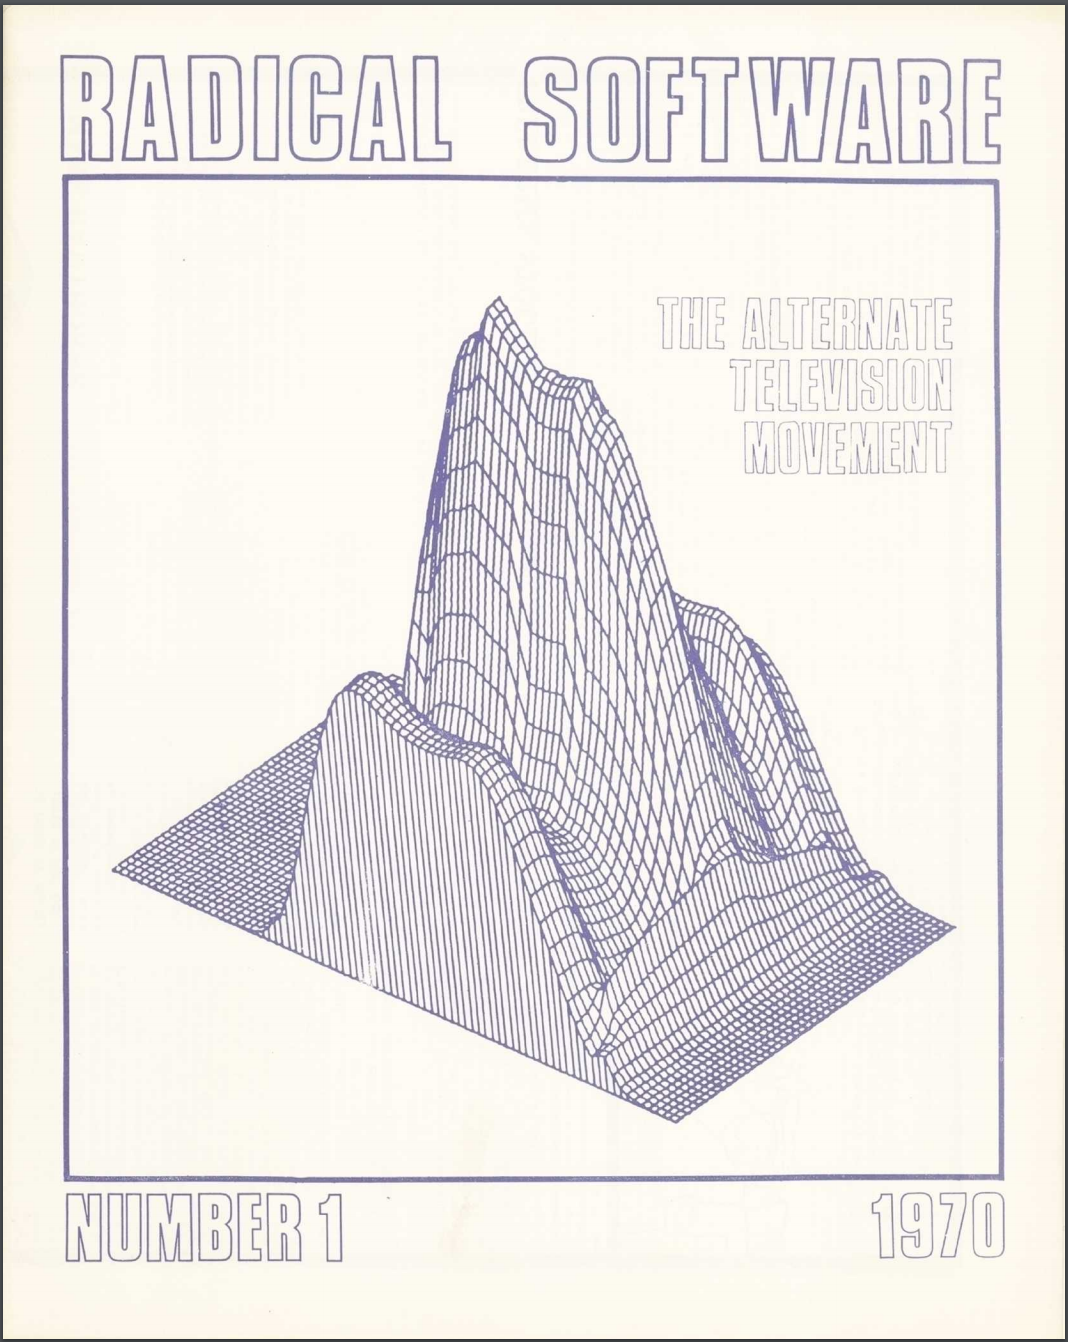 RADICAL SOFTWARE
THE ALTERNATE
TELEVISION
MOVEMENT
NUMBER 1
1970